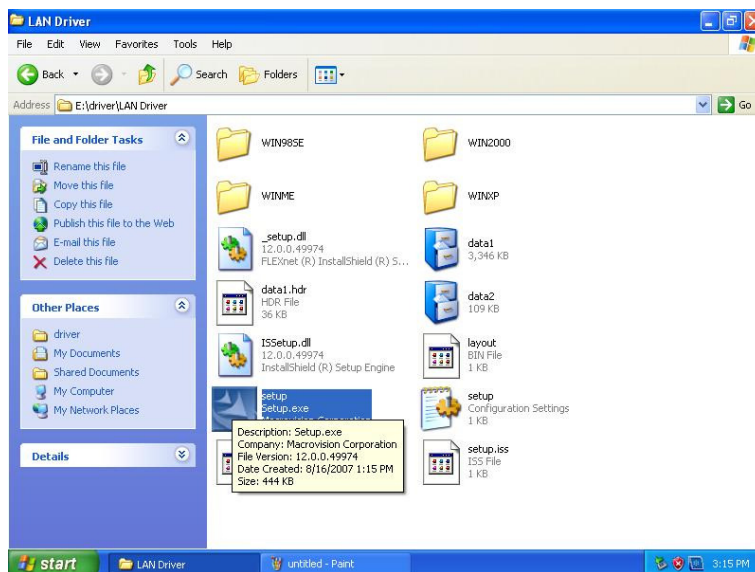 LAN Driver
File Edit View Favorites Tools Help
Back Search Folders
Address E:\driver\LAN Driver Go
File and Folder Tasks
Rename this file
Move this file
Copy this file
Publish this file to the Web
E-mail this file
Delete this file
Other Places
driver
My Documents
Shared Documents
My Computer
My Network Places
Details
WIN98SE
WIN2000
WINME
WINXP
_setup.dll
12.0.0.49974
FLEXnet (R) InstallShield (R) S...
data1
3,346 KB
data1.hdr
HDR File
36 KB
data2
109 KB
ISSetup.dll
12.0.0.49974
InstallShield (R) Setup Engine
layout
BIN File
1 KB
setup
Setup.exe
Macrovision Corporation
setup
Configuration Settings
1 KB
Description: Setup.exe
Company: Macrovision Corporation
File Version: 12.0.0.49974
Date Created: 8/16/2007 1:15 PM
Size: 444 KB
setup.iss
ISS File
1 KB
start LAN Driver untitled - Paint 3:15 PM